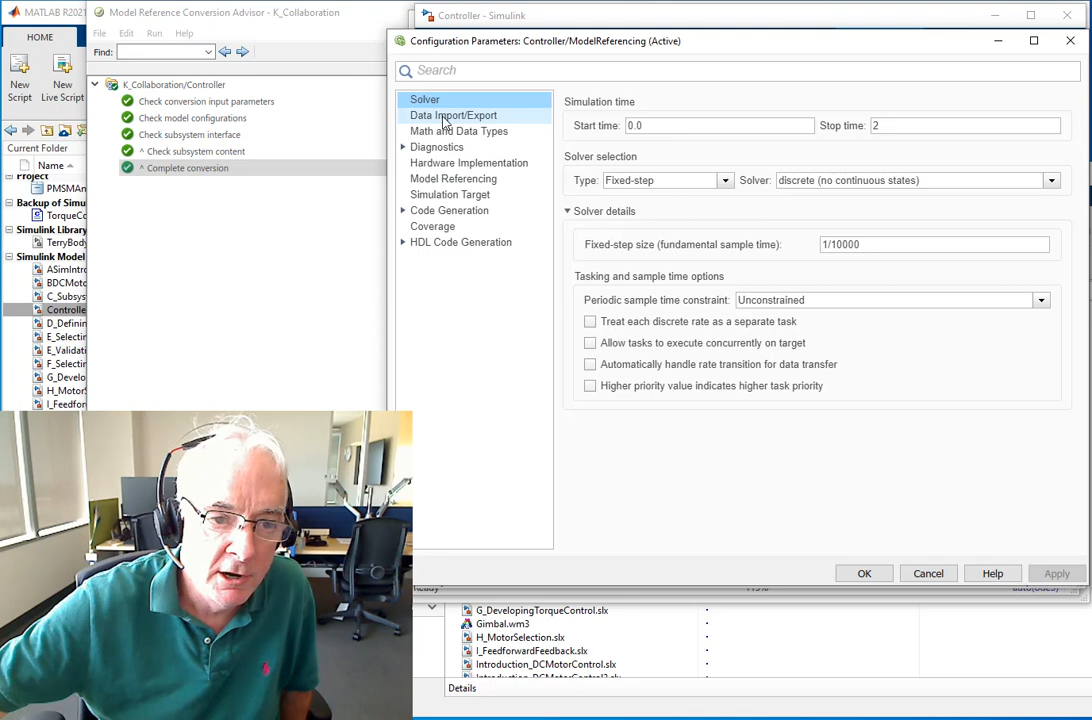 MATLAB R2021
HOME
New Script
New Live Script
Current Folder
Name
Project
PMSMAn
Backup of Simu
TorqueCo
Simulink Library
TerryBody
Simulink Model
ASimIntro
BDCMotor
C_Subsys
Controlle
D_Definin
E_Selectin
E_Validati
F_Selectin
G_Develo
H_MotorS
I_Feedfor
Model Reference Conversion Advisor - K_Collaboration
File Edit Run Help
Find:
K_Collaboration/Controller
Check conversion input parameters
Check model configurations
Check subsystem interface
^ Check subsystem content
^ Complete conversion
Controller - Simulink
Configuration Parameters: Controller/ModelReferencing (Active)
Search
Solver
Data Import/Export
Math and Data Types
Diagnostics
Hardware Implementation
Model Referencing
Simulation Target
Code Generation
Coverage
HDL Code Generation
Simulation time
Start time: 0.0 Stop time: 2
Solver selection
Type: Fixed-step Solver: discrete (no continuous states)
Solver details
Fixed-step size (fundamental sample time): 1/10000
Tasking and sample time options
Periodic sample time constraint: Unconstrained
Treat each discrete rate as a separate task
Allow tasks to execute concurrently on target
Automatically handle rate transition for data transfer
Higher priority value indicates higher task priority
OK Cancel Help Apply
G_DevelopingTorqueControl.slx
Gimbal.wm3
H_MotorSelection.slx
I_FeedforwardFeedback.slx
Introduction_DCMotorControl.slx
Details